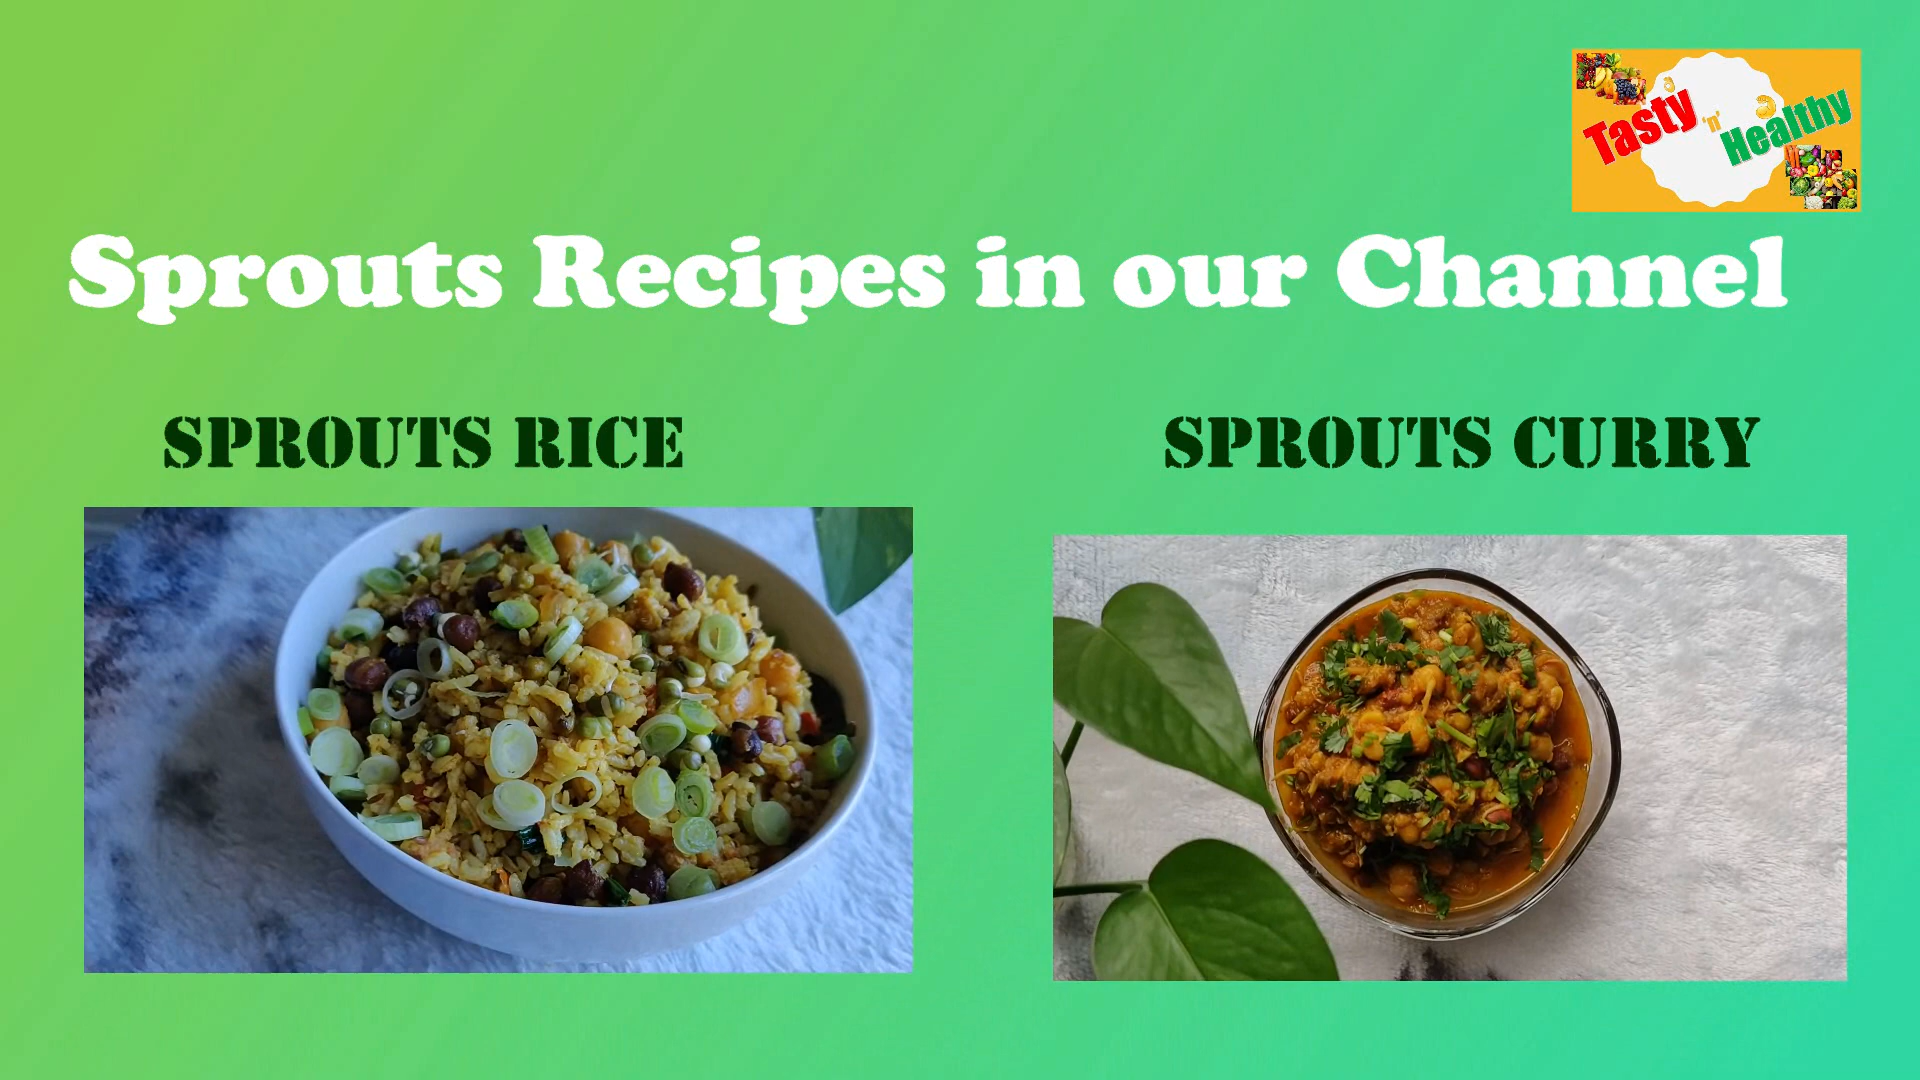 Tasty 'n' Healthy
Sprouts Recipes in our Channel
SPROUTS RICE
SPROUTS CURRY